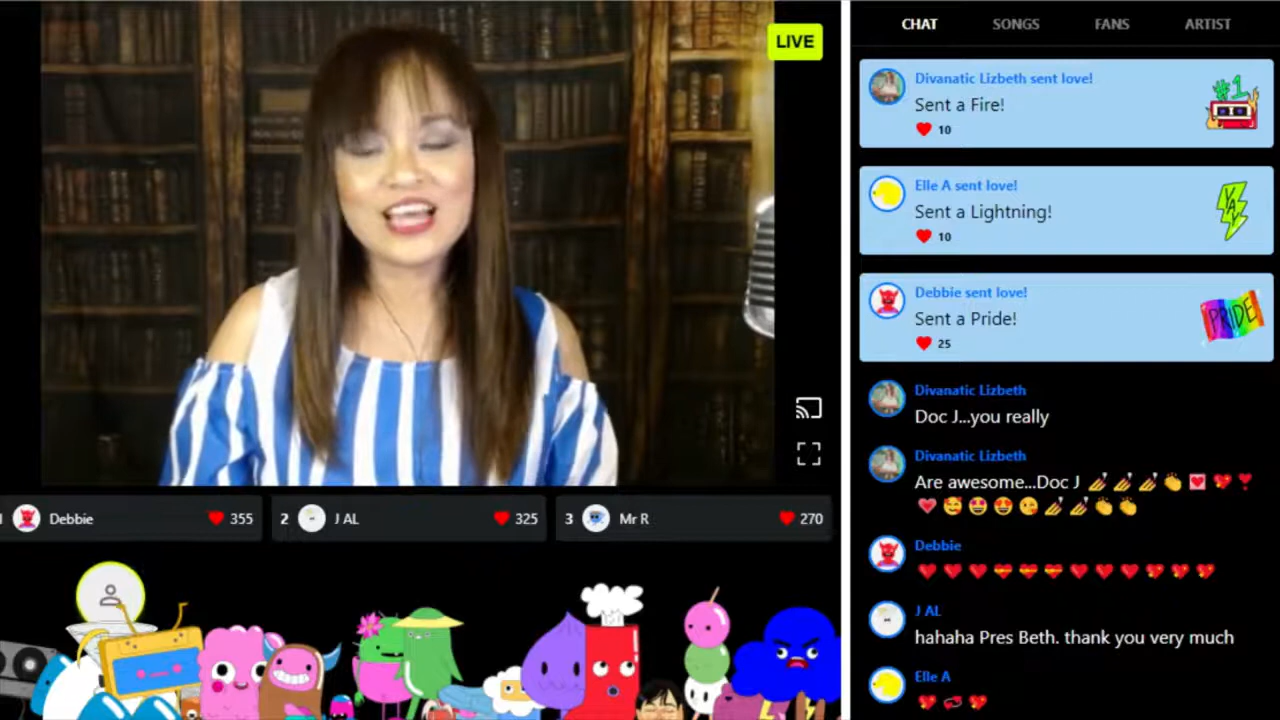 LIVE
CHAT
SONGS
FANS
ARTIST
Divanatic Lizbeth sent love!
Sent a Fire!
10
#1
Elle A sent love!
Sent a Lightning!
10
YAY
Debbie sent love!
Sent a Pride!
25
PRIDE
Divanatic Lizbeth
Doc J...you really
Divanatic Lizbeth
Are awesome...Doc J 💅💅💅👏💟💖❣
💗🥰🤩🤩😘💅💅👏👏
Debbie
❤❤❤💝💝💝❤❤❤💖💖💖
J AL
hahaha Pres Beth. thank you very much
Elle A
Debbie 355
2 J AL 325
3 Mr R 270